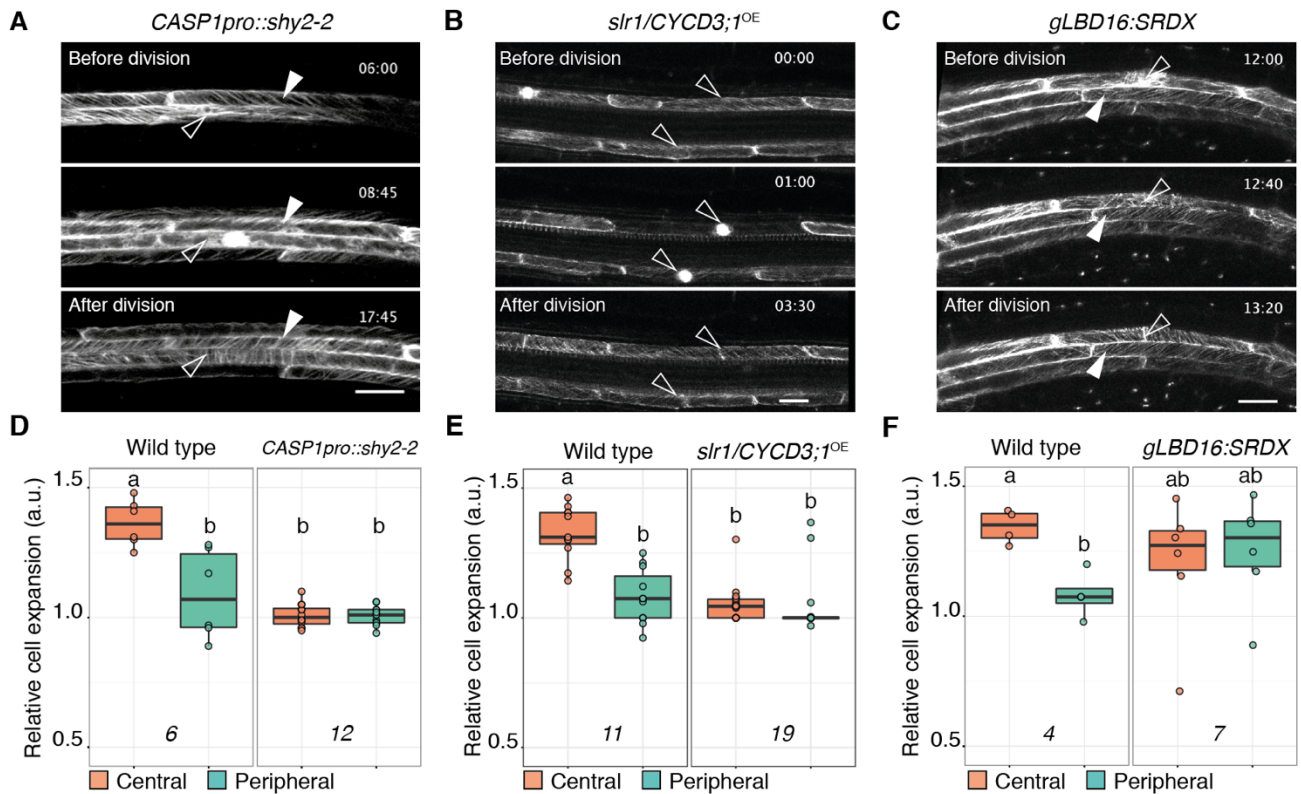 A
CASP1pro::shy2-2
Before division
06:00
08:45
After division
17:45
B
slr1/CYCD3;1OE
00:00
01:00
After division
03:30
C
gLBD16:SRDX
Before division
12:00
12:40
After division
13:20
D
Wild type
CASP1pro::shy2-2
Relative cell expansion (a.u.)
1.5
1.0
0.5
a
b
b
b
6
12
Central
Peripheral
E
Wild type
slr1/CYCD3;1OE
Relative cell expansion (a.u.)
1.5
1.0
0.5
a
b
b
b
11
19
Central
Peripheral
F
Wild type
gLBD16:SRDX
Relative cell expansion (a.u.)
1.5
1.0
0.5
a
b
ab
ab
4
7
Central
Peripheral